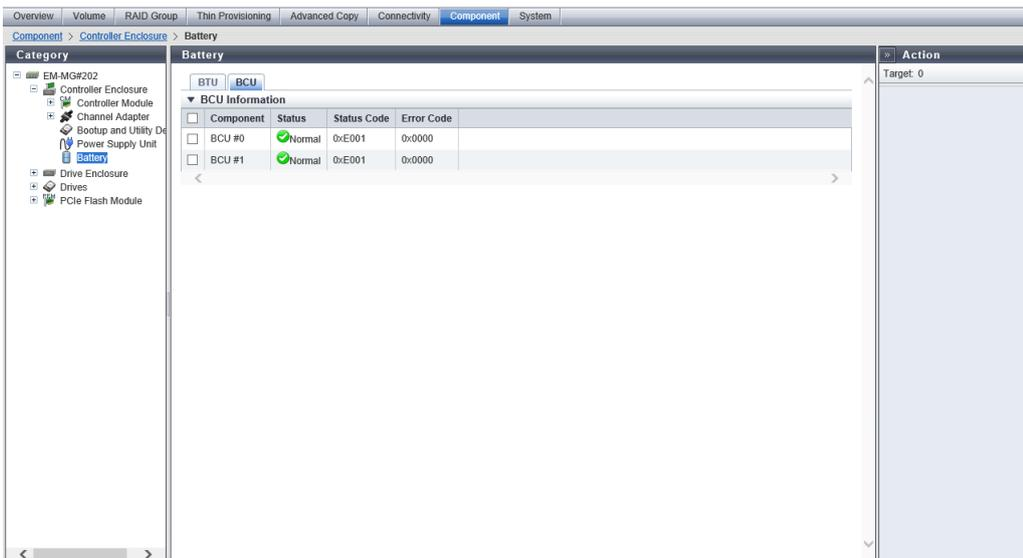 Overview Volume RAID Group Thin Provisioning Advanced Copy Connectivity Component System
Component > Controller Enclosure > Battery
Category
EM-MG#202
Controller Enclosure
Controller Module
Channel Adapter
Bootup and Utility De
Power Supply Unit
Battery
Drive Enclosure
Drives
PCIe Flash Module
Battery
BTU BCU
BCU Information
Component Status Status Code Error Code
BCU #0 Normal 0xE001 0x0000
BCU #1 Normal 0xE001 0x0000
» Action
Target: 0